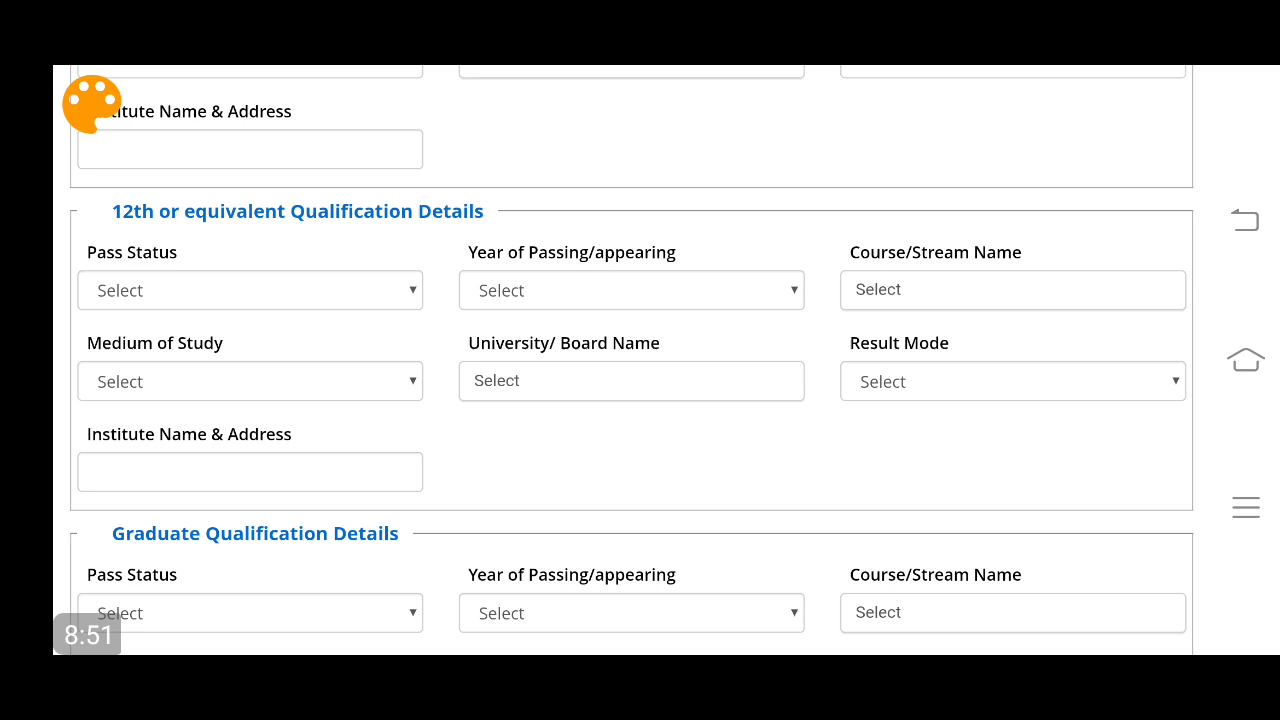 titute Name & Address
12th or equivalent Qualification Details
Pass Status Year of Passing/appearing Course/Stream Name
Select Select Select
Medium of Study University/ Board Name Result Mode
Select Select Select
Institute Name & Address
Graduate Qualification Details
Pass Status Year of Passing/appearing Course/Stream Name
Select Select Select
8:51